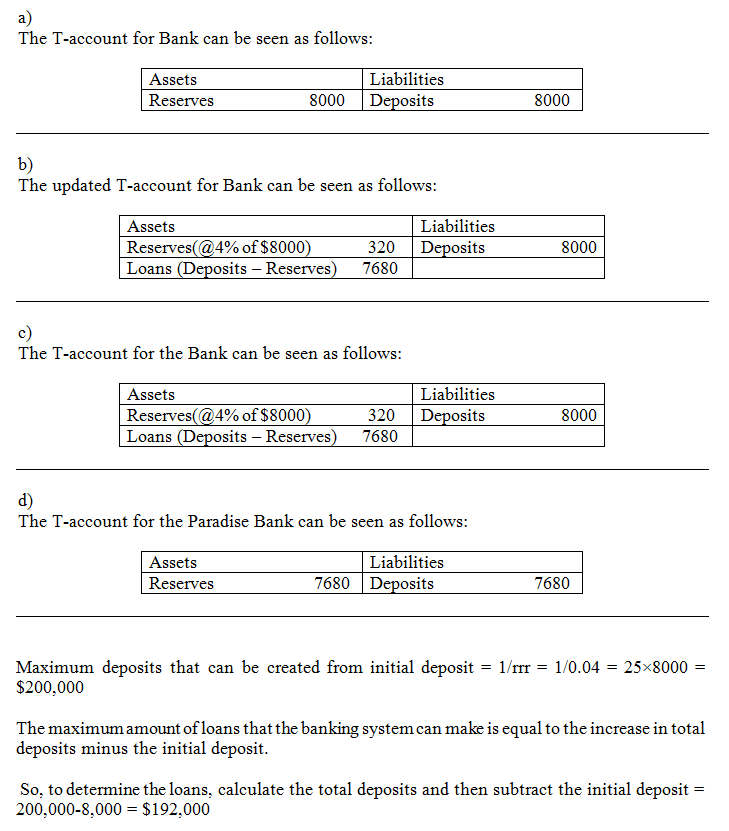 a)
The T-account for Bank can be seen as follows:
Assets Liabilities
Reserves 8000 Deposits 8000
b)
The updated T-account for Bank can be seen as follows:
Assets Liabilities
Reserves(@4% of $8000) 320 Deposits 8000
Loans (Deposits – Reserves) 7680
c)
The T-account for the Bank can be seen as follows:
Assets Liabilities
Reserves(@4% of $8000) 320 Deposits 8000
Loans (Deposits – Reserves) 7680
d)
The T-account for the Paradise Bank can be seen as follows:
Assets Liabilities
Reserves 7680 Deposits 7680
Maximum deposits that can be created from initial deposit = 1/rrr = 1/0.04 = 25×8000 =
$200,000
The maximum amount of loans that the banking system can make is equal to the increase in total
deposits minus the initial deposit.
So, to determine the loans, calculate the total deposits and then subtract the initial deposit =
200,000-8,000 = $192,000